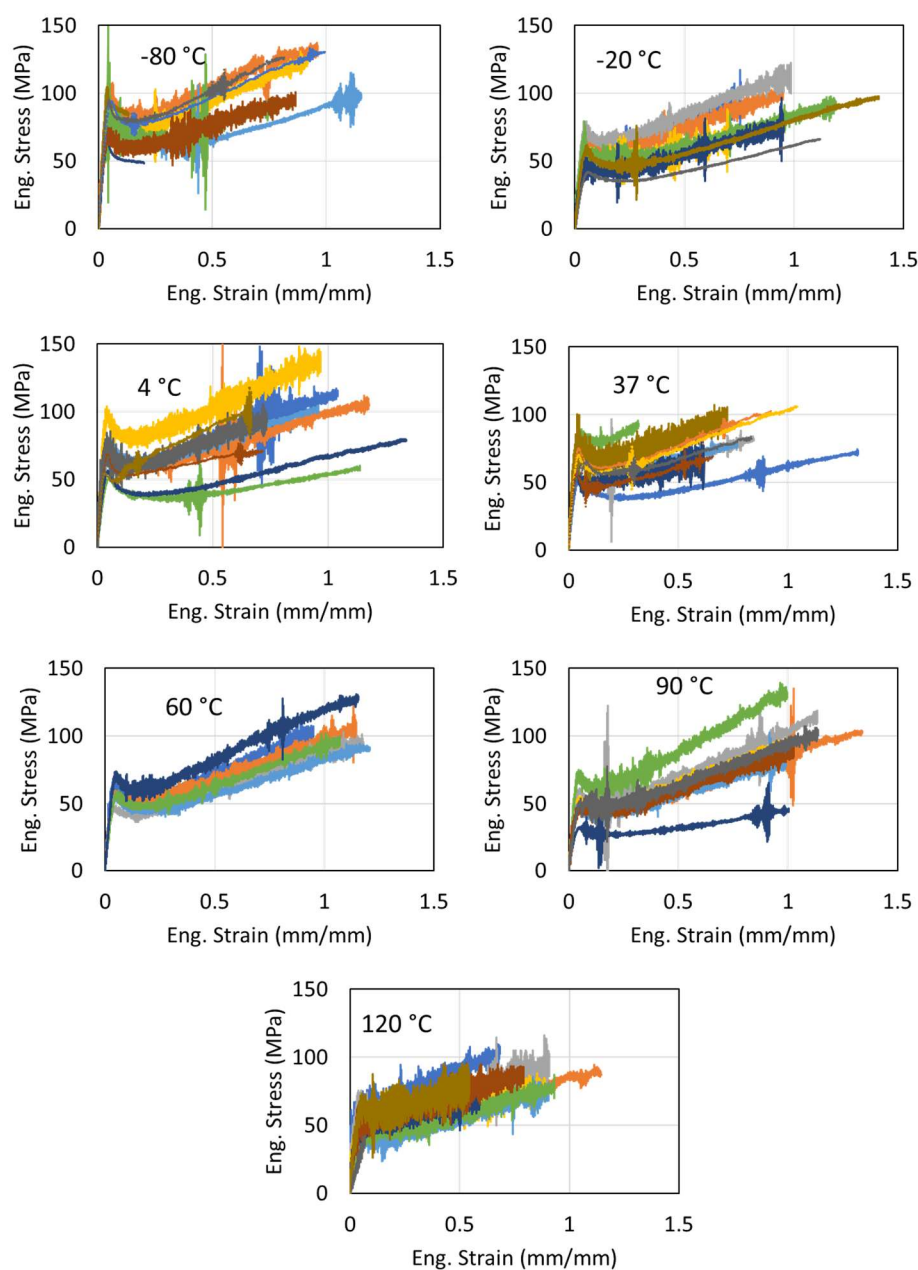 150
100
50
0
Eng. Stress (MPa)
-80 °C
0 0.5 1 1.5
Eng. Strain (mm/mm)
150
100
50
0
Eng. Stress (MPa)
-20 °C
0 0.5 1 1.5
Eng. Strain (mm/mm)
150
100
50
0
Eng. Stress (MPa)
4 °C
0 0.5 1 1.5
Eng. Strain (mm/mm)
150
100
50
0
Eng. Stress (MPa)
37 °C
0 0.5 1 1.5
Eng. Strain (mm/mm)
150
100
50
0
Eng. Stress (MPa)
60 °C
0 0.5 1 1.5
Eng. Strain (mm/mm)
150
100
50
0
Eng. Stress (MPa)
90 °C
0 0.5 1 1.5
Eng. Strain (mm/mm)
150
100
50
0
Eng. Stress (MPa)
120 °C
0 0.5 1 1.5
Eng. Strain (mm/mm)